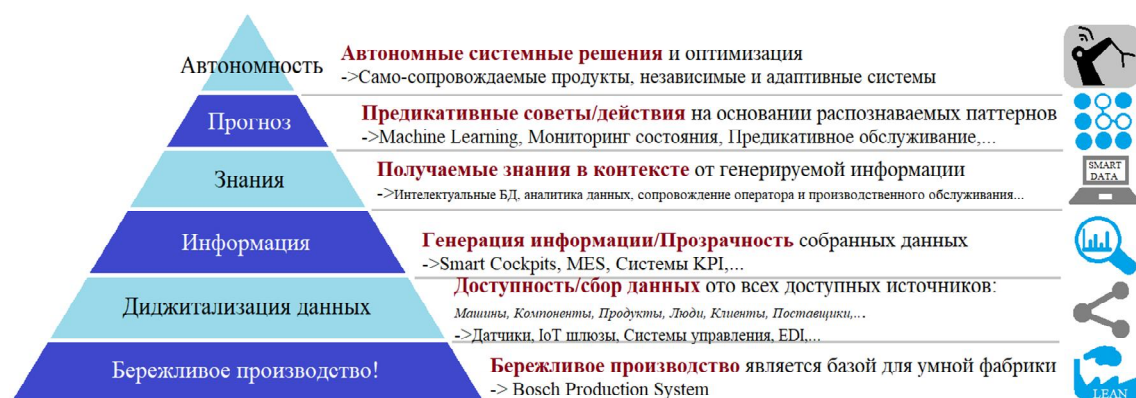 Автономность
Автономные системные решения и оптимизация
->Само-сопровождаемые продукты, независимые и адаптивные системы
Прогноз
Предикативные советы/действия на основании распознаваемых паттернов
->Machine Learning, Мониторинг состояния, Предикативное обслуживание,...
Знания
Получаемые знания в контексте от генерируемой информации
->Интелектуальные БД, аналитика данных, сопровождение оператора и производственного обслуживания...
SMART
DATA
Информация
Генерация информации/Прозрачность собранных данных
->Smart Cockpits, MES, Системы KPI,...
Диджитализация данных
Доступность/сбор данных ото всех доступных источников:
Машины, Компоненты, Продукты, Люди, Клиенты, Поставщики,...
->Датчики, IoT шлюзы, Системы управления, EDI,...
Бережливое производство!
Бережливое производство является базой для умной фабрики
-> Bosch Production System
LEAN